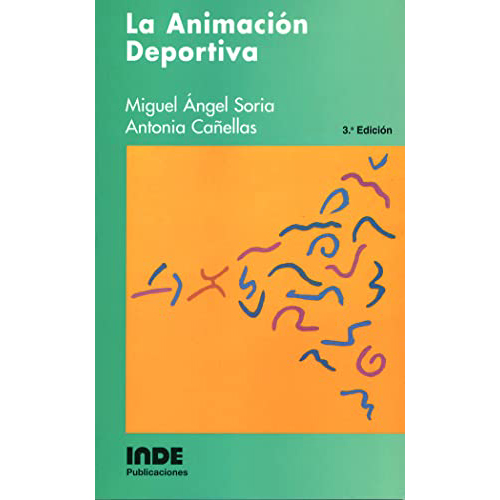 La Animación
Deportiva
Miguel Ángel Soria
Antonia Cañellas
3.ª Edición
INDE
Publicaciones